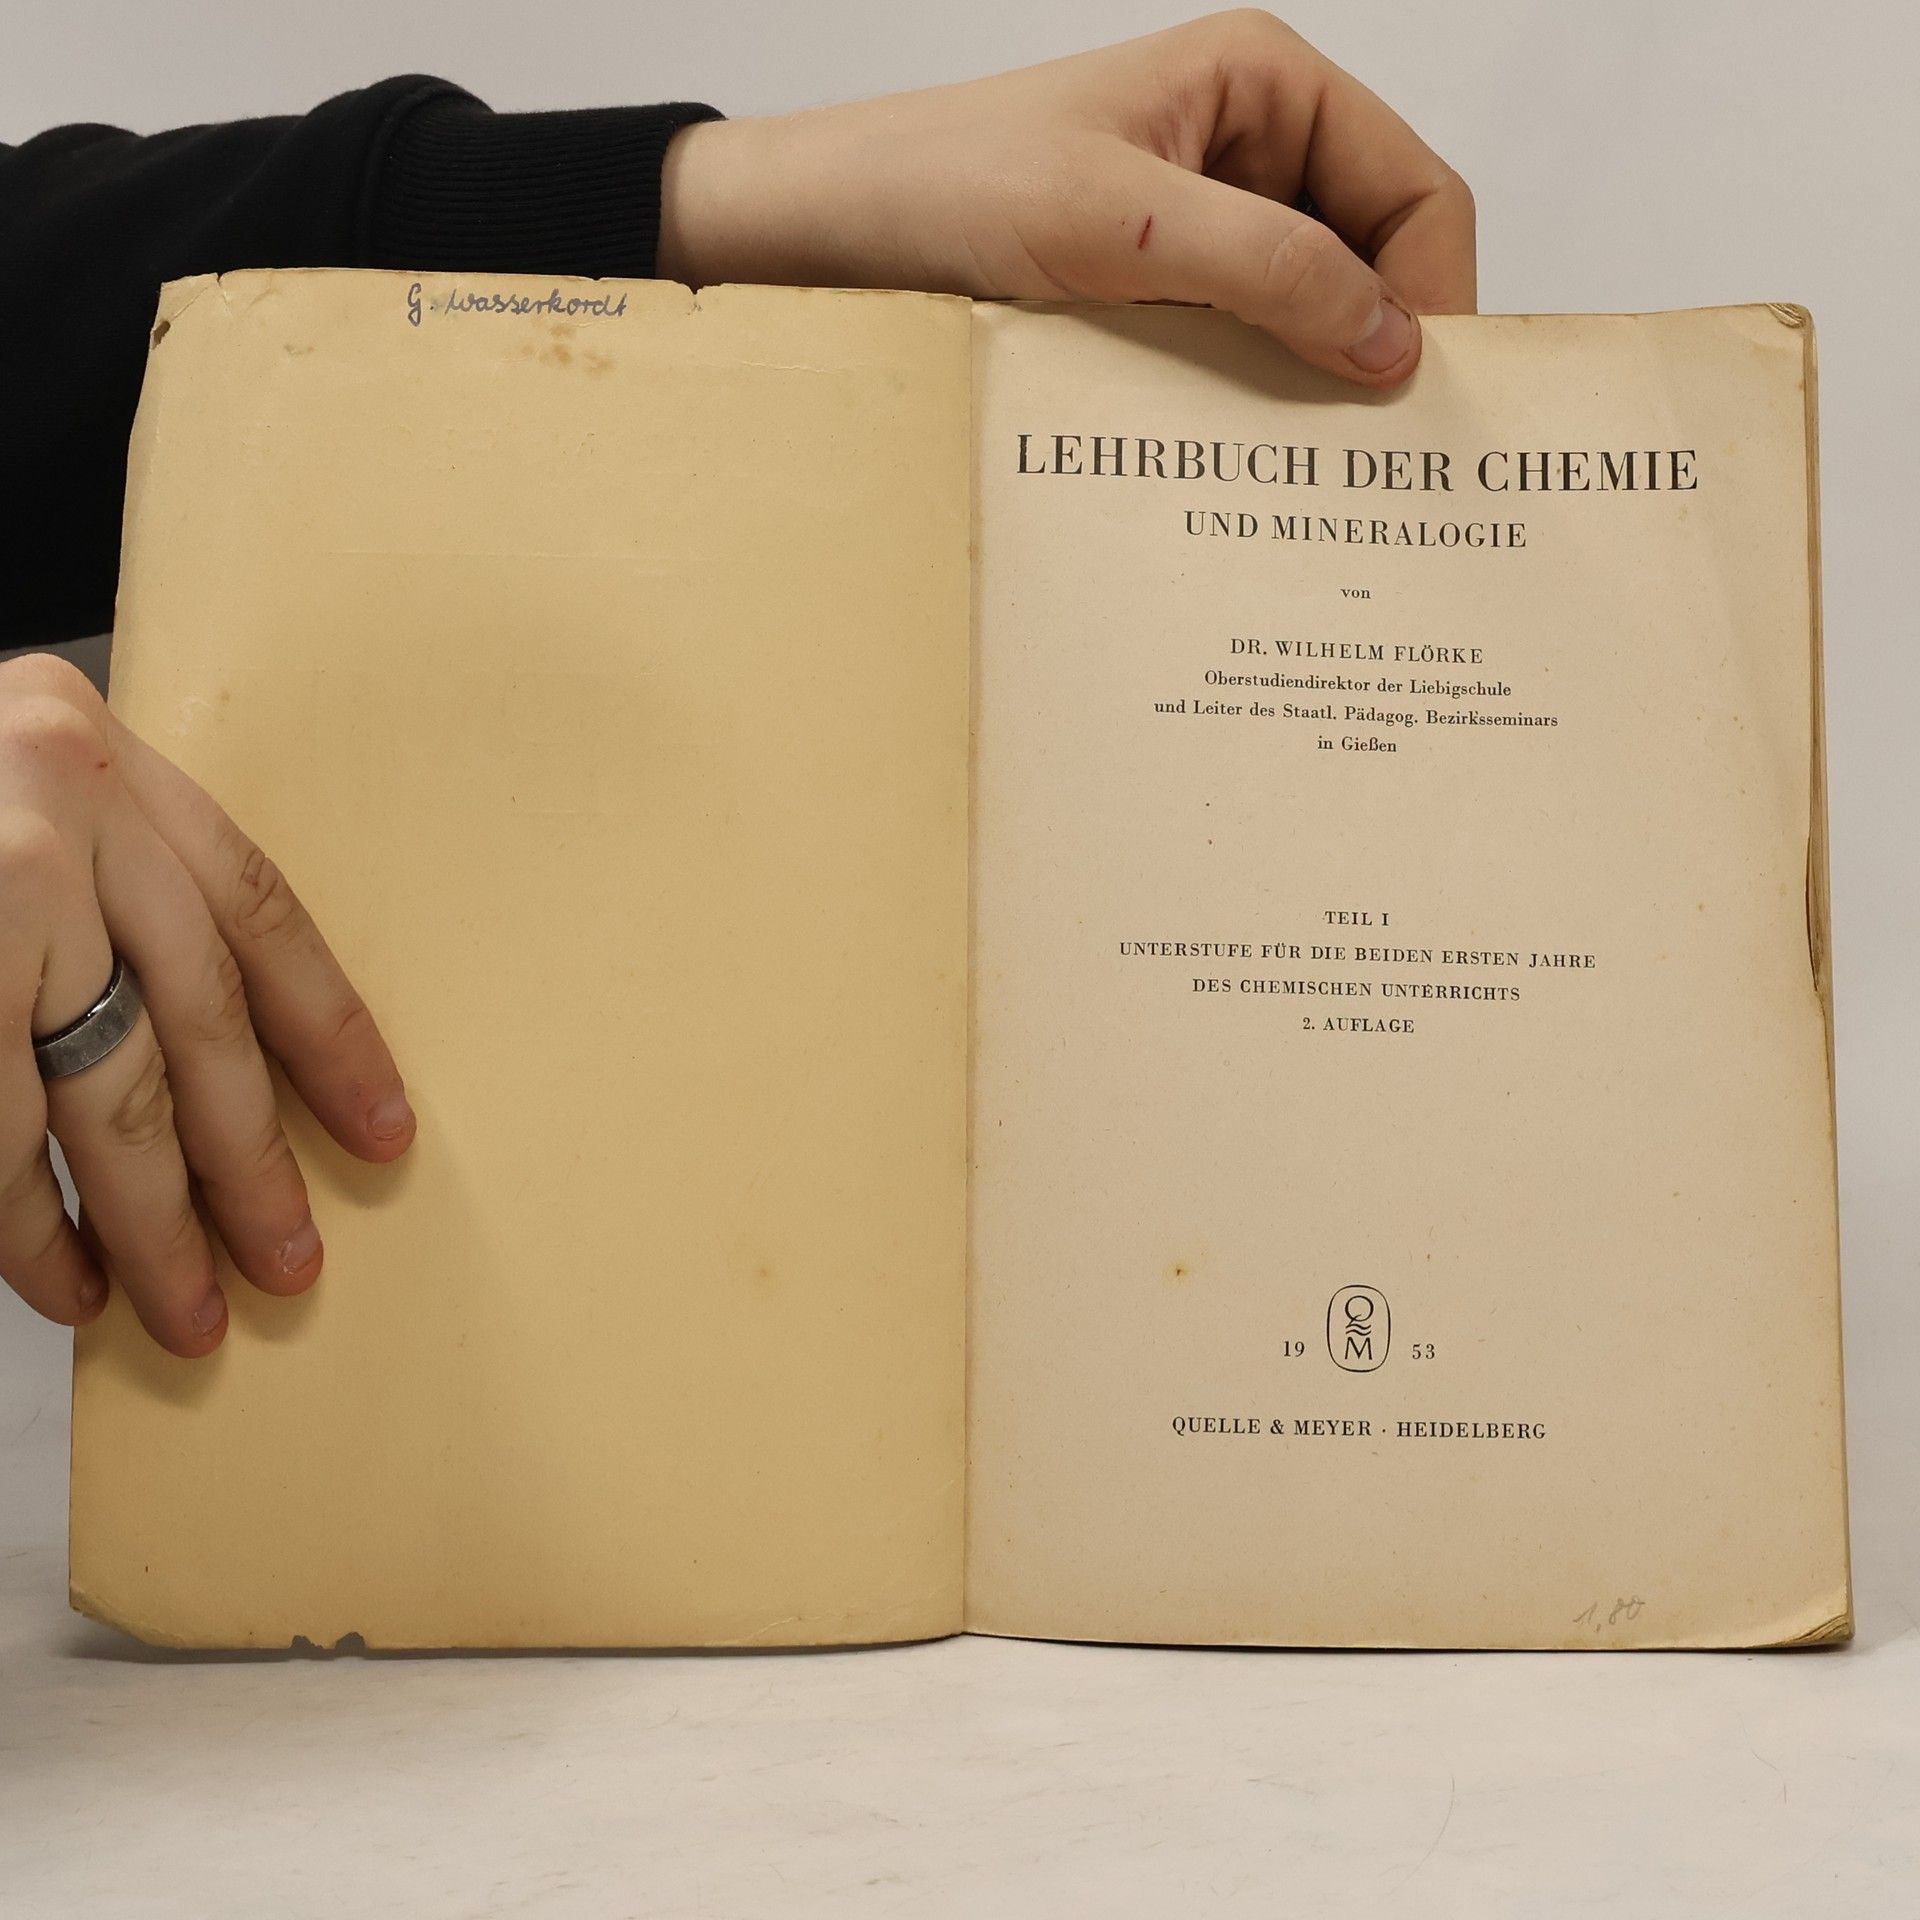 G. Wasserkordt
LEHRBUCH DER CHEMIE
UND MINERALOGIE
von
DR. WILHELM FLÖRKE
Oberstudiendirektor der Liebigschule
und Leiter des Staatl. Pädagog. Bezirksseminars
in Gießen
TEIL I
UNTERSTUFE FÜR DIE BEIDEN ERSTEN JAHRE
DES CHEMISCHEN UNTERRICHTS
2. AUFLAGE
Q
M
19 53
QUELLE & MEYER · HEIDELBERG
1,80